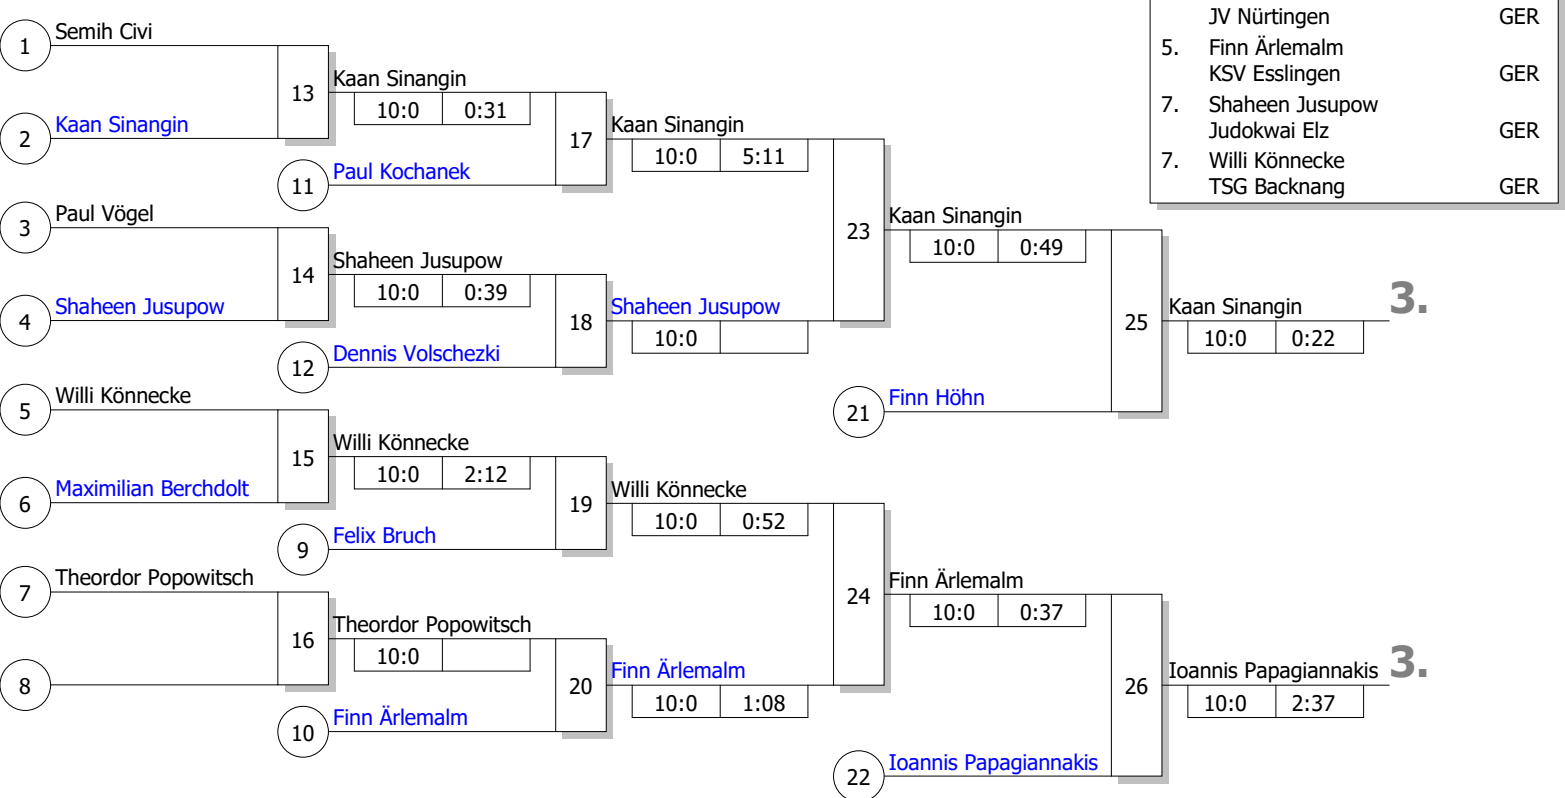 JV Nürtingen GER
5. Finn Ärlemalm
KSV Esslingen GER
7. Shaheen Jusupow
Judokwai Elz GER
7. Willi Könnecke
TSG Backnang GER
1 Semih Civi
13 Kaan Sinangin
10:0 0:31
2 Kaan Sinangin
17 Kaan Sinangin
10:0 5:11
11 Paul Kochanek
3 Paul Vögel
23 Kaan Sinangin
10:0 0:49
14 Shaheen Jusupow
10:0 0:39
4 Shaheen Jusupow
18 Shaheen Jusupow
10:0
25 Kaan Sinangin 3.
10:0 0:22
12 Dennis Volschezki
5 Willi Könnecke
21 Finn Höhn
15 Willi Könnecke
10:0 2:12
6 Maximilian Berchdolt
19 Willi Könnecke
10:0 0:52
9 Felix Bruch
7 Theordor Popowitsch
24 Finn Ärlemalm
10:0 0:37
16 Theordor Popowitsch
10:0
8
20 Finn Ärlemalm
10:0 1:08
26 Ioannis Papagiannakis 3.
10:0 2:37
10 Finn Ärlemalm
22 Ioannis Papagiannakis